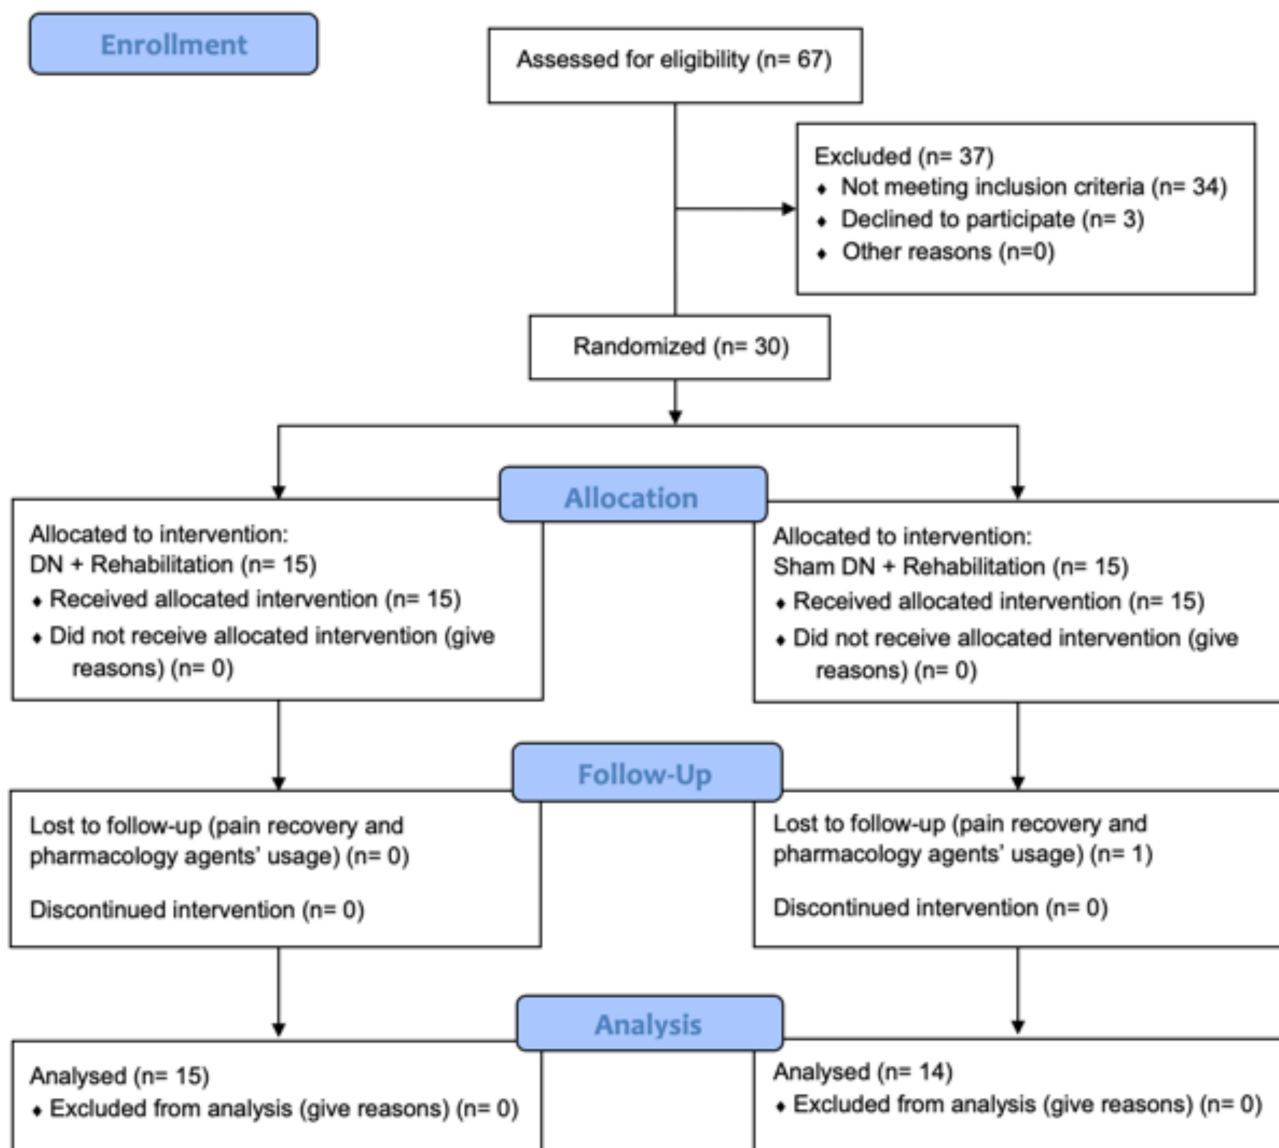 Enrollment
Assessed for eligibility (n= 67)
Excluded (n= 37)
♦ Not meeting inclusion criteria (n= 34)
♦ Declined to participate (n= 3)
♦ Other reasons (n=0)
Randomized (n= 30)
Allocation
Allocated to intervention:
DN + Rehabilitation (n= 15)
♦ Received allocated intervention (n= 15)
♦ Did not receive allocated intervention (give
reasons) (n= 0)
Allocated to intervention:
Sham DN + Rehabilitation (n= 15)
♦ Received allocated intervention (n= 15)
♦ Did not receive allocated intervention (give
reasons) (n= 0)
Follow-Up
Lost to follow-up (pain recovery and
pharmacology agents’ usage) (n= 0)
Discontinued intervention (n= 0)
Lost to follow-up (pain recovery and
pharmacology agents’ usage) (n= 1)
Discontinued intervention (n= 0)
Analysis
Analysed (n= 15)
♦ Excluded from analysis (give reasons) (n= 0)
Analysed (n= 14)
♦ Excluded from analysis (give reasons) (n= 0)